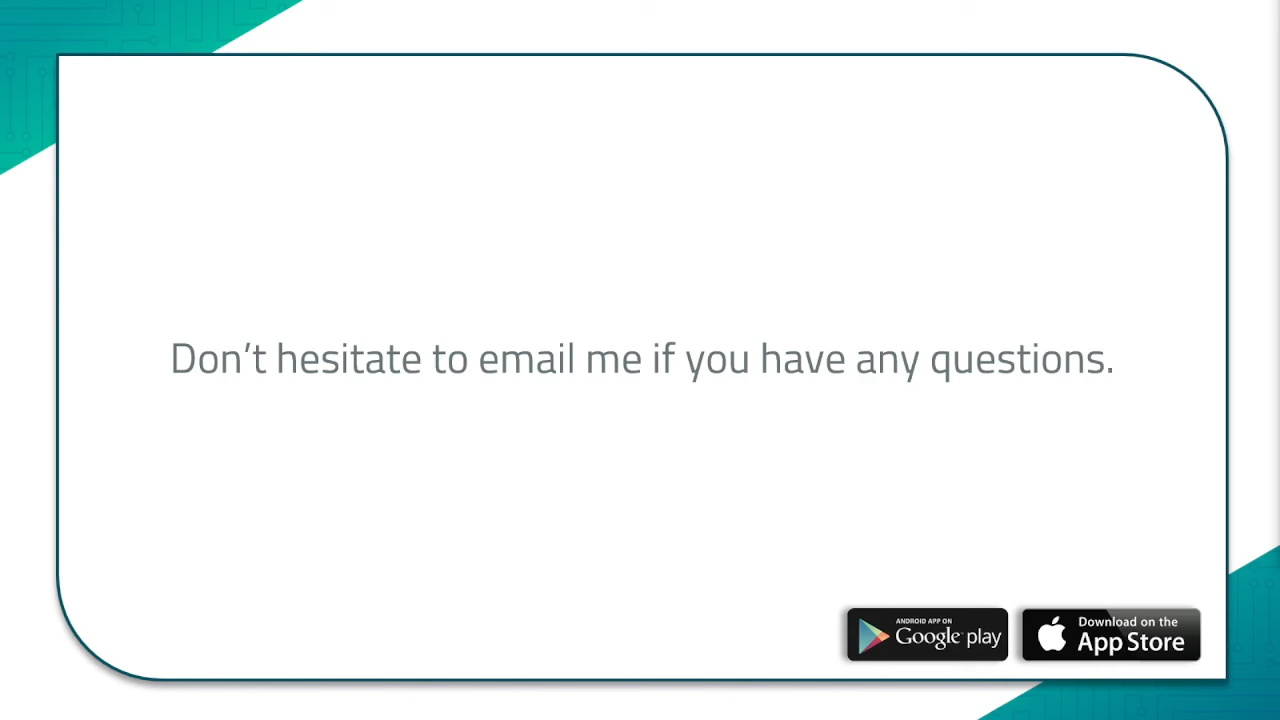 Don’t hesitate to email me if you have any questions.
ANDROID APP ON
Google play
Download on the
App Store